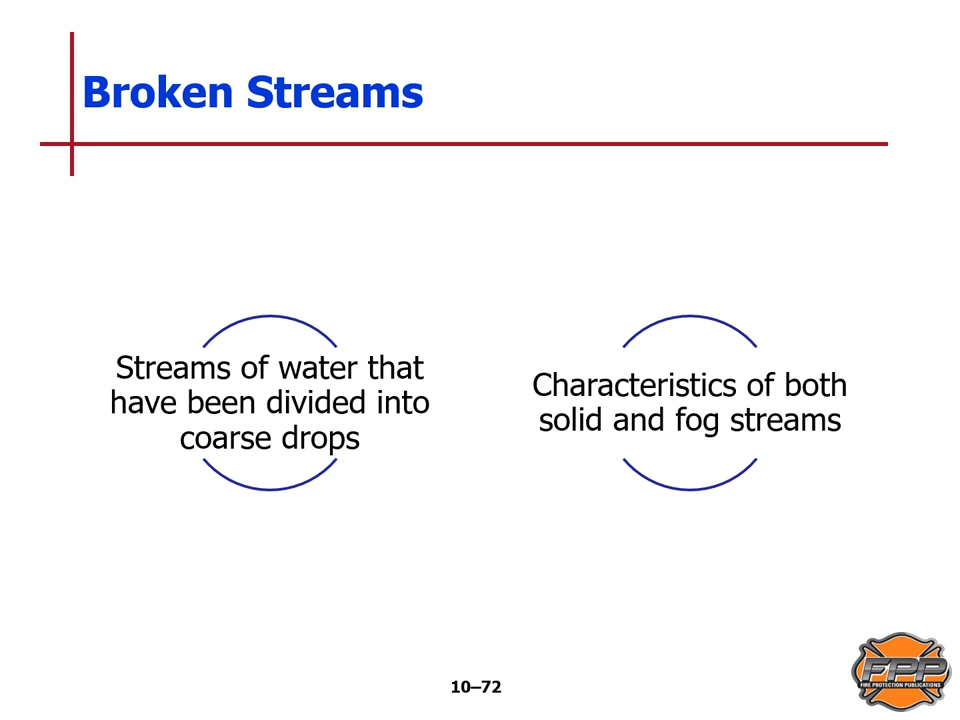 Broken Streams
Streams of water that
have been divided into
coarse drops
Characteristics of both
solid and fog streams
10–72
FPP
FIRE PROTECTION PUBLICATIONS